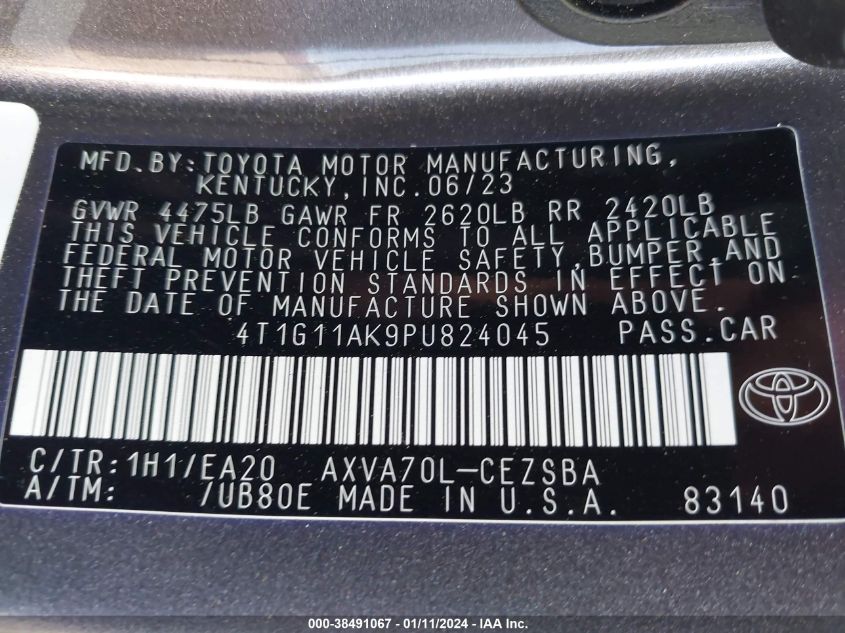 MFD.BY:TOYOTA MOTOR MANUFACTURING,
KENTUCKY,INC.06/23
GVWR 4475LB GAWR FR 2620LB RR 2420LB
THIS VEHICLE CONFORMS TO ALL APPLICABLE
FEDERAL MOTOR VEHICLE SAFETY,BUMPER,AND
THEFT PREVENTION STANDARDS IN EFFECT ON
THE DATE OF MANUFACTURE SHOWN ABOVE.
4T1G11AK9PU824045 PASS.CAR
C/TR:1H1/EA20 AXVA70L-CEZSBA
A/TM: /UB80E MADE IN U.S.A. 83140
000-38491067 - 01/11/2024 - IAA Inc.